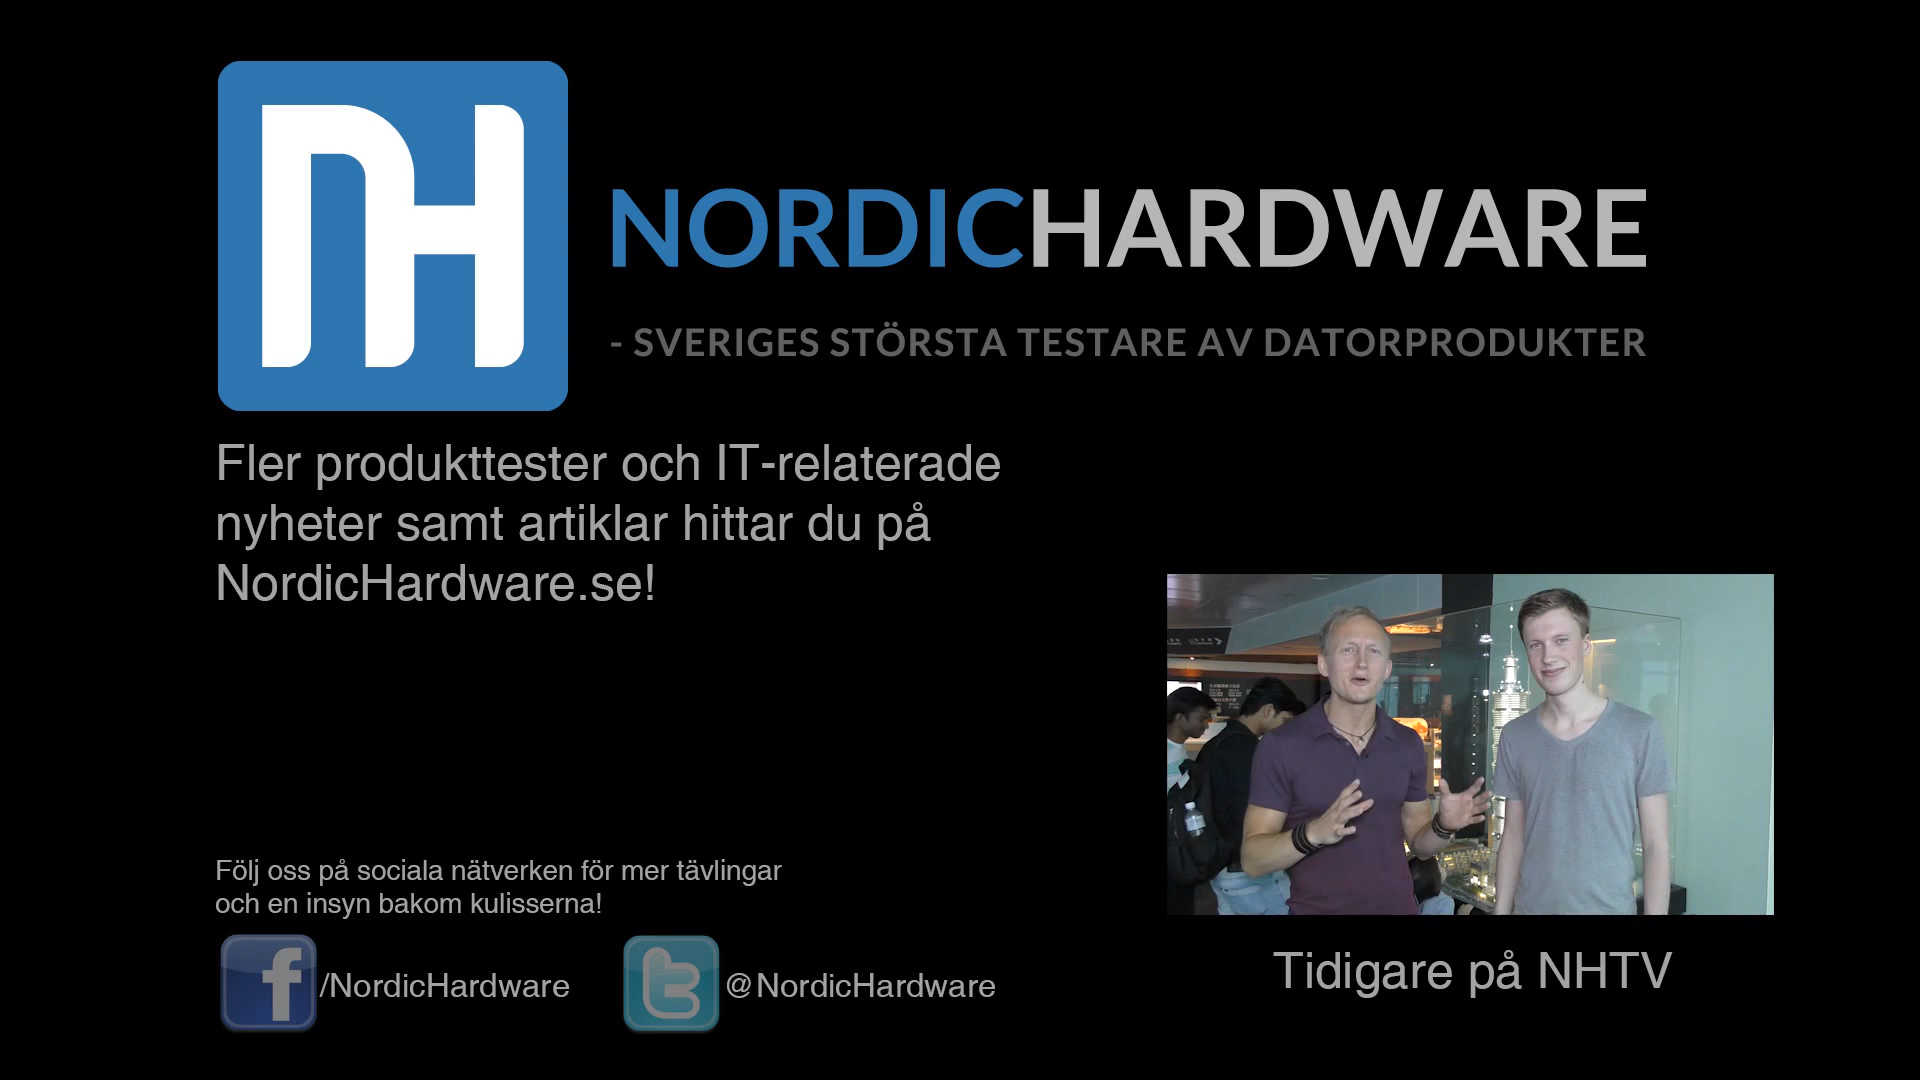 NH
NORDICHARDWARE
- SVERIGES STÖRSTA TESTARE AV DATORPRODUKTER
Fler produkttester och IT-relaterade
nyheter samt artiklar hittar du på
NordicHardware.se!
Följ oss på sociala nätverken för mer tävlingar
och en insyn bakom kulisserna!
f /NordicHardware
t @NordicHardware
Tidigare på NHTV